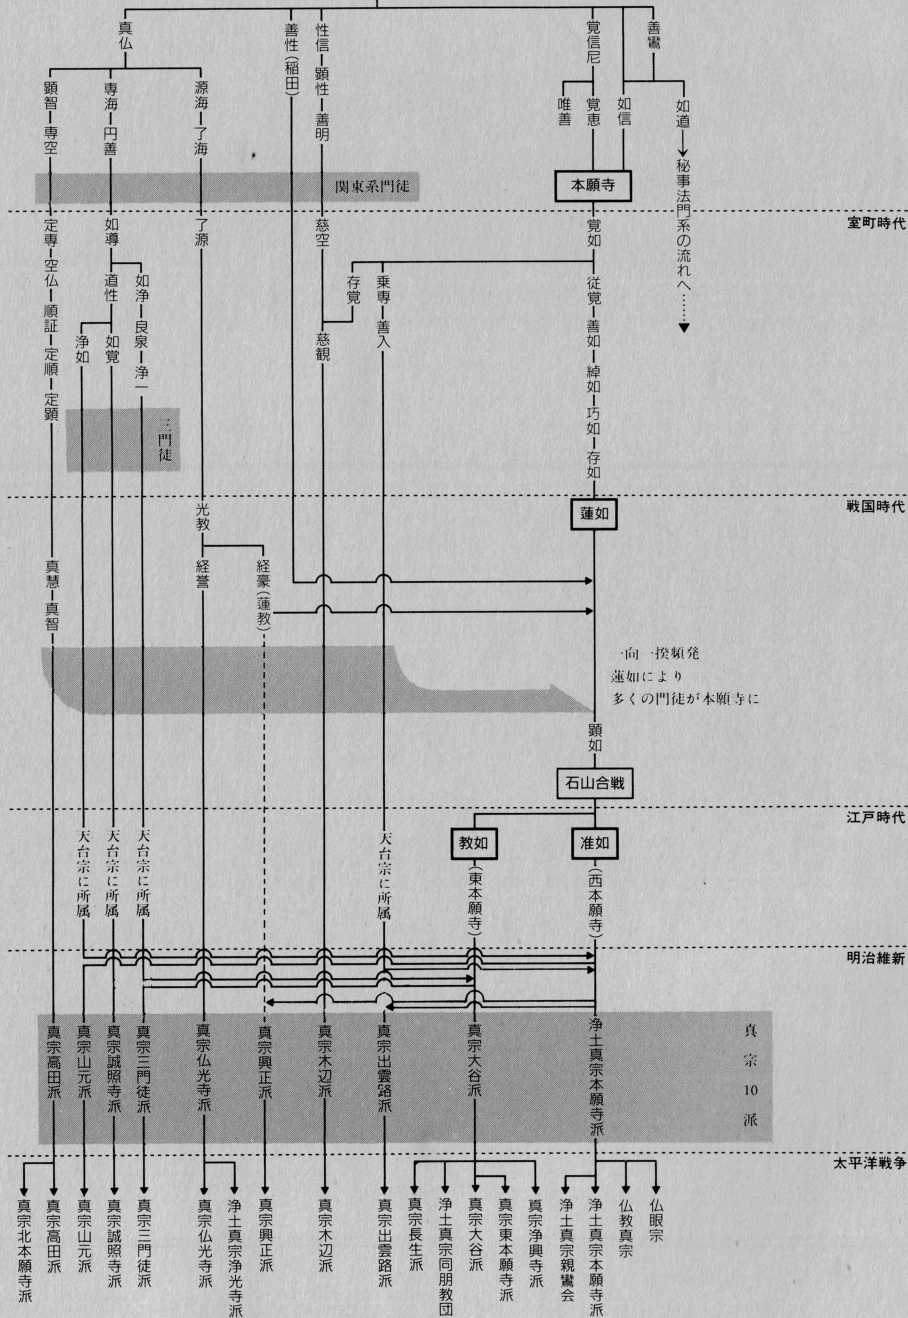 善鸞
如道
秘事法門系の流れへ……
如信
覚信尼
覚恵
唯善
本願寺
性信
顕性
善明
善性(稲田)
真仏
源海
了海
専海
円善
顕智
専空
関東系門徒
室町時代
覚如
従覚
善如
綽如
巧如
存如
乗専
善入
存覚
慈空
慈観
了源
如導
如浄
良泉
浄一
道性
如覚
浄如
定専
空仏
順証
定順
定顕
三門徒
戦国時代
蓮如
光教
経豪(蓮教)
経誉
真慧
真智
一向一揆頻発
蓮如により
多くの門徒が本願寺に
顕如
石山合戦
江戸時代
准如
(西本願寺)
教如
(東本願寺)
天台宗に所属
天台宗に所属
天台宗に所属
天台宗に所属
明治維新
真宗10派
浄土真宗本願寺派
真宗大谷派
真宗出雲路派
真宗木辺派
真宗興正派
真宗仏光寺派
真宗三門徒派
真宗誠照寺派
真宗山元派
真宗高田派
太平洋戦争
仏眼宗
仏教真宗
浄土真宗本願寺派
浄土真宗親鸞会
真宗浄興寺派
真宗東本願寺派
真宗大谷派
浄土真宗同朋教団
真宗長生派
真宗出雲路派
真宗木辺派
真宗興正派
浄土真宗浄光寺派
真宗仏光寺派
真宗三門徒派
真宗誠照寺派
真宗山元派
真宗高田派
真宗北本願寺派